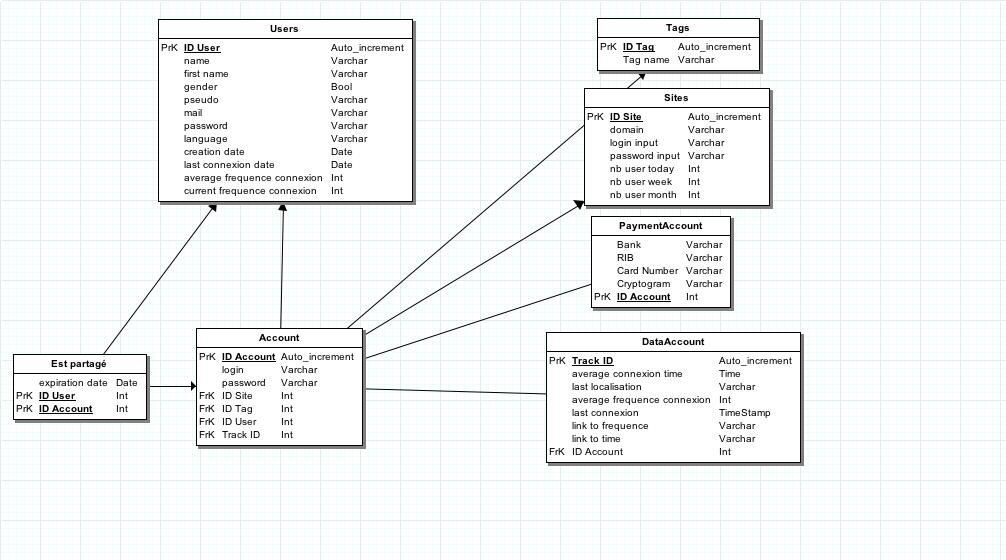 Users
PrK ID User Auto_increment
name Varchar
first name Varchar
gender Bool
pseudo Varchar
mail Varchar
password Varchar
language Varchar
creation date Date
last connexion date Date
average frequence connexion Int
current frequence connexion Int
Tags
PrK ID Tag Auto_increment
Tag name Varchar
Sites
PrK ID Site Auto_increment
domain Varchar
login input Varchar
password input Varchar
nb user today Int
nb user week Int
nb user month Int
PaymentAccount
Bank Varchar
RIB Varchar
Card Number Varchar
Cryptogram Varchar
PrK ID Account Int
Est partagé
expiration date Date
PrK ID User Int
PrK ID Account Int
Account
PrK ID Account Auto_increment
login Varchar
password Varchar
FrK ID Site Int
FrK ID Tag Int
FrK ID User Int
FrK Track ID Int
DataAccount
PrK Track ID Auto_increment
average connexion time Time
last localisation Varchar
average frequence connexion Int
last connexion TimeStamp
link to frequence Varchar
link to time Varchar
FrK ID Account Int